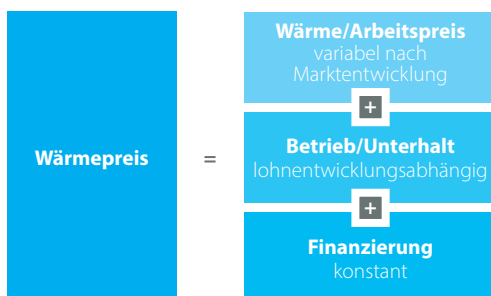 Wärmepreis
=
Wärme/Arbeitspreis
variabel nach
Marktentwicklung
+
Betrieb/Unterhalt
lohnentwicklungsabhängig
+
Finanzierung
konstant